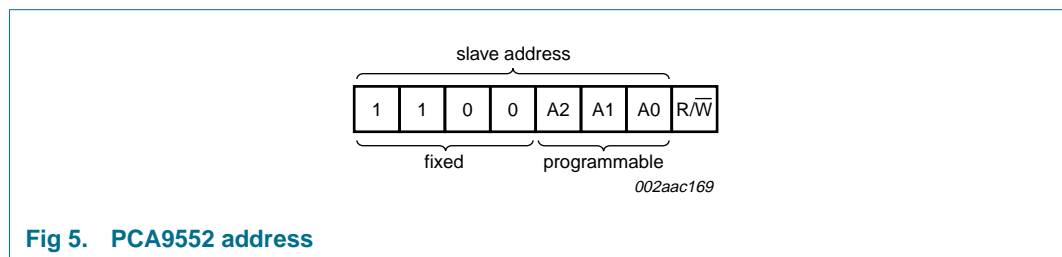 slave address
1 1 0 0 A2 A1 A0 R/W̅
fixed programmable
002aac169
Fig 5. PCA9552 address